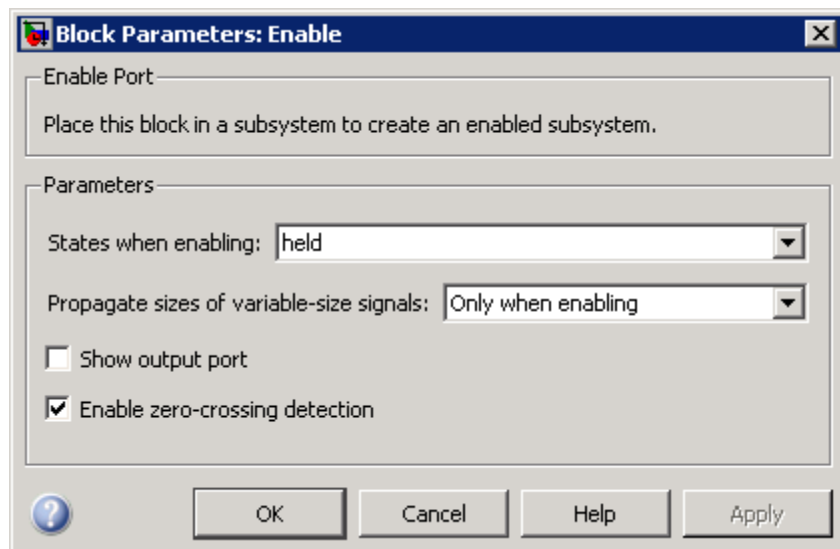 Block Parameters: Enable
Enable Port
Place this block in a subsystem to create an enabled subsystem.
Parameters
States when enabling: held
Propagate sizes of variable-size signals: Only when enabling
Show output port
Enable zero-crossing detection
? OK Cancel Help Apply